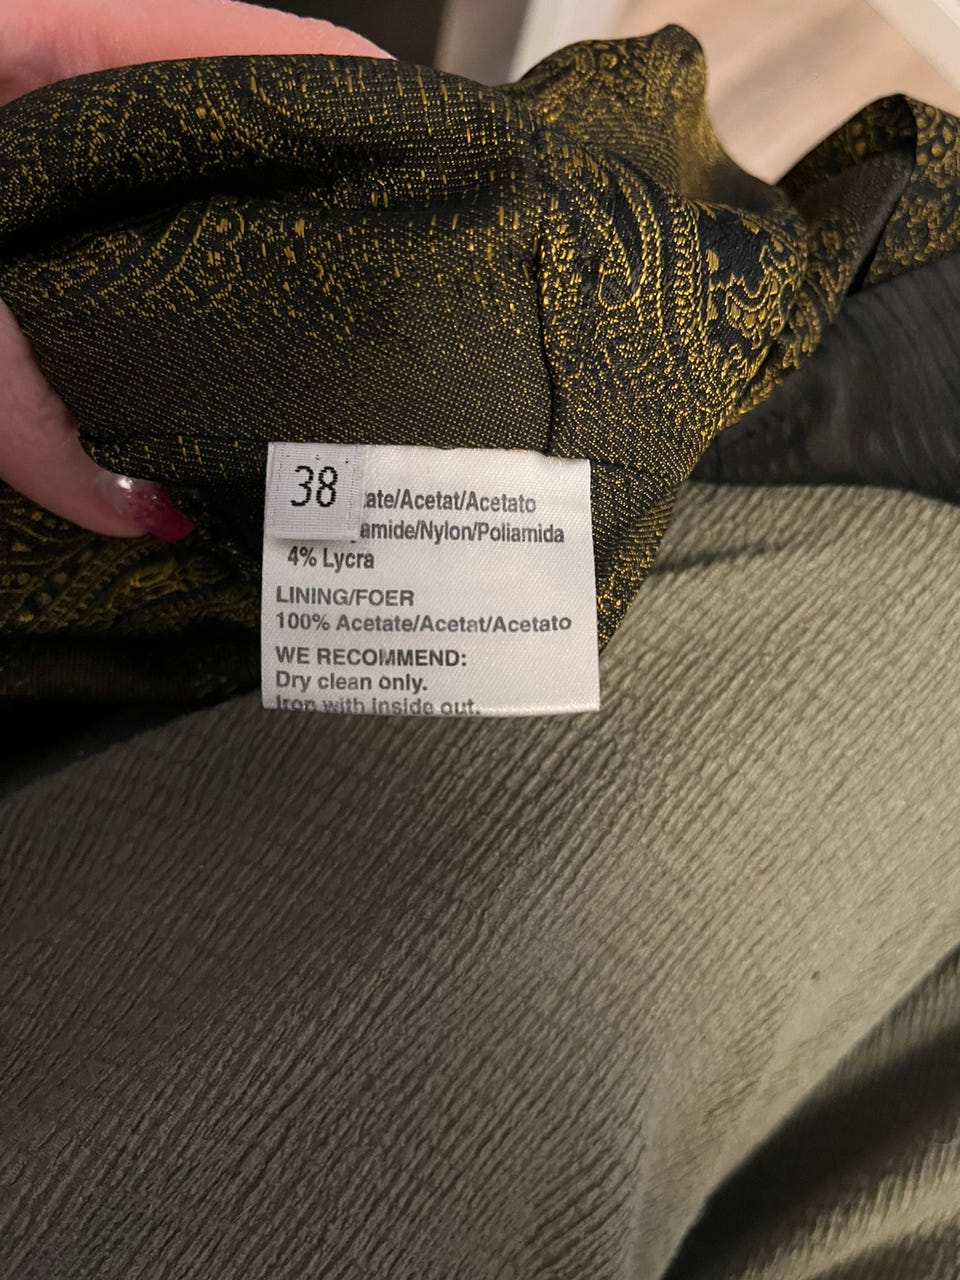 38
ate/Acetat/Acetato
amide/Nylon/Poliamida
4% Lycra
LINING/FOER
100% Acetate/Acetat/Acetato
WE RECOMMEND:
Dry clean only.
Iron with inside out.